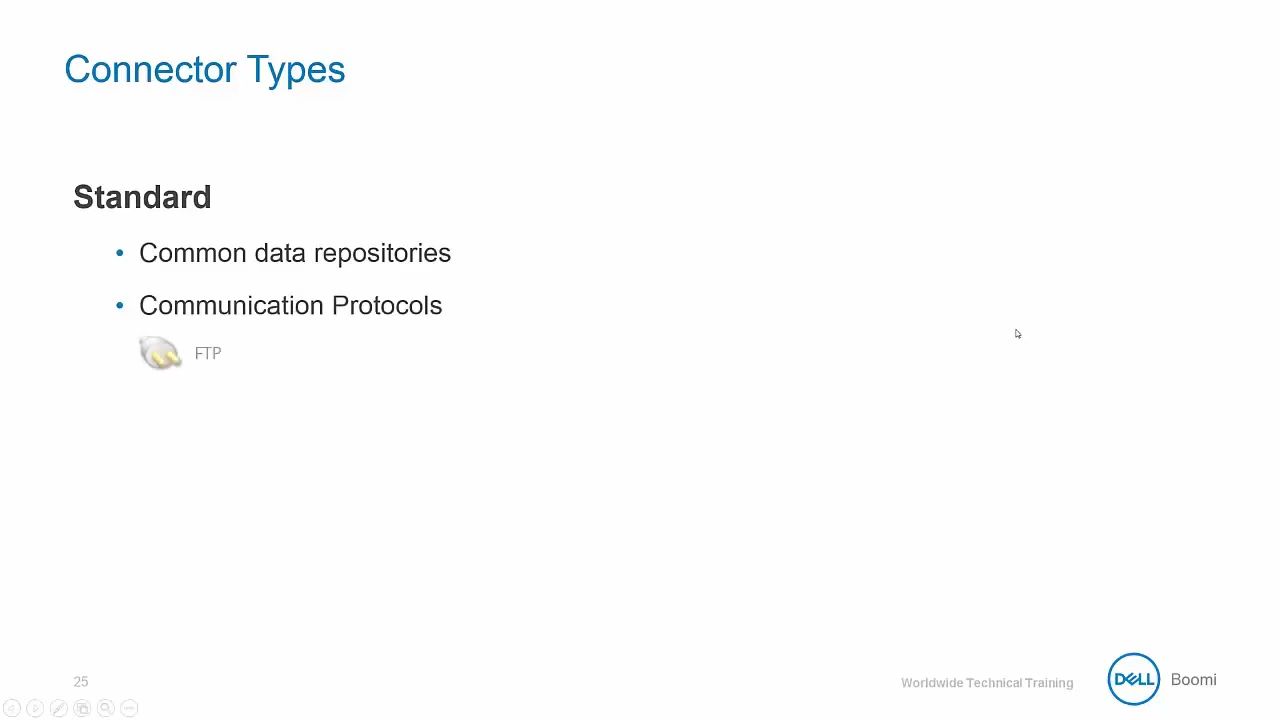 Connector Types
Standard
• Common data repositories
• Communication Protocols
FTP
25
Worldwide Technical Training
DELL Boomi